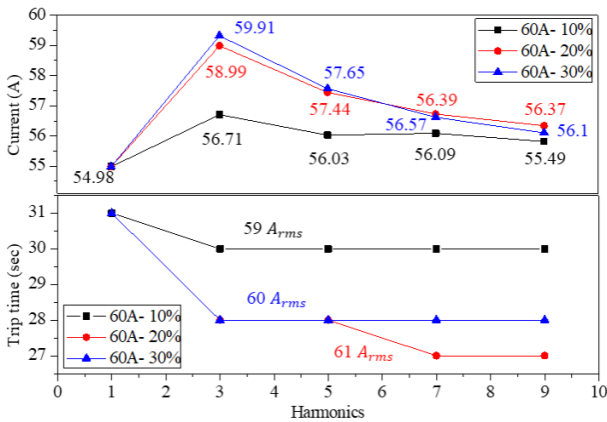 60
59
58
57
56
55
54
Current (A)
60A- 10%
60A- 20%
60A- 30%
59.91
58.99
57.65
57.44
56.39
56.37
56.71
56.57
56.1
56.03
56.09
55.49
54.98
31
30
29
28
27
Trip time (sec)
59 Arms
60 Arms
61 Arms
60A- 10%
60A- 20%
60A- 30%
0 1 2 3 4 5 6 7 8 9 10
Harmonics